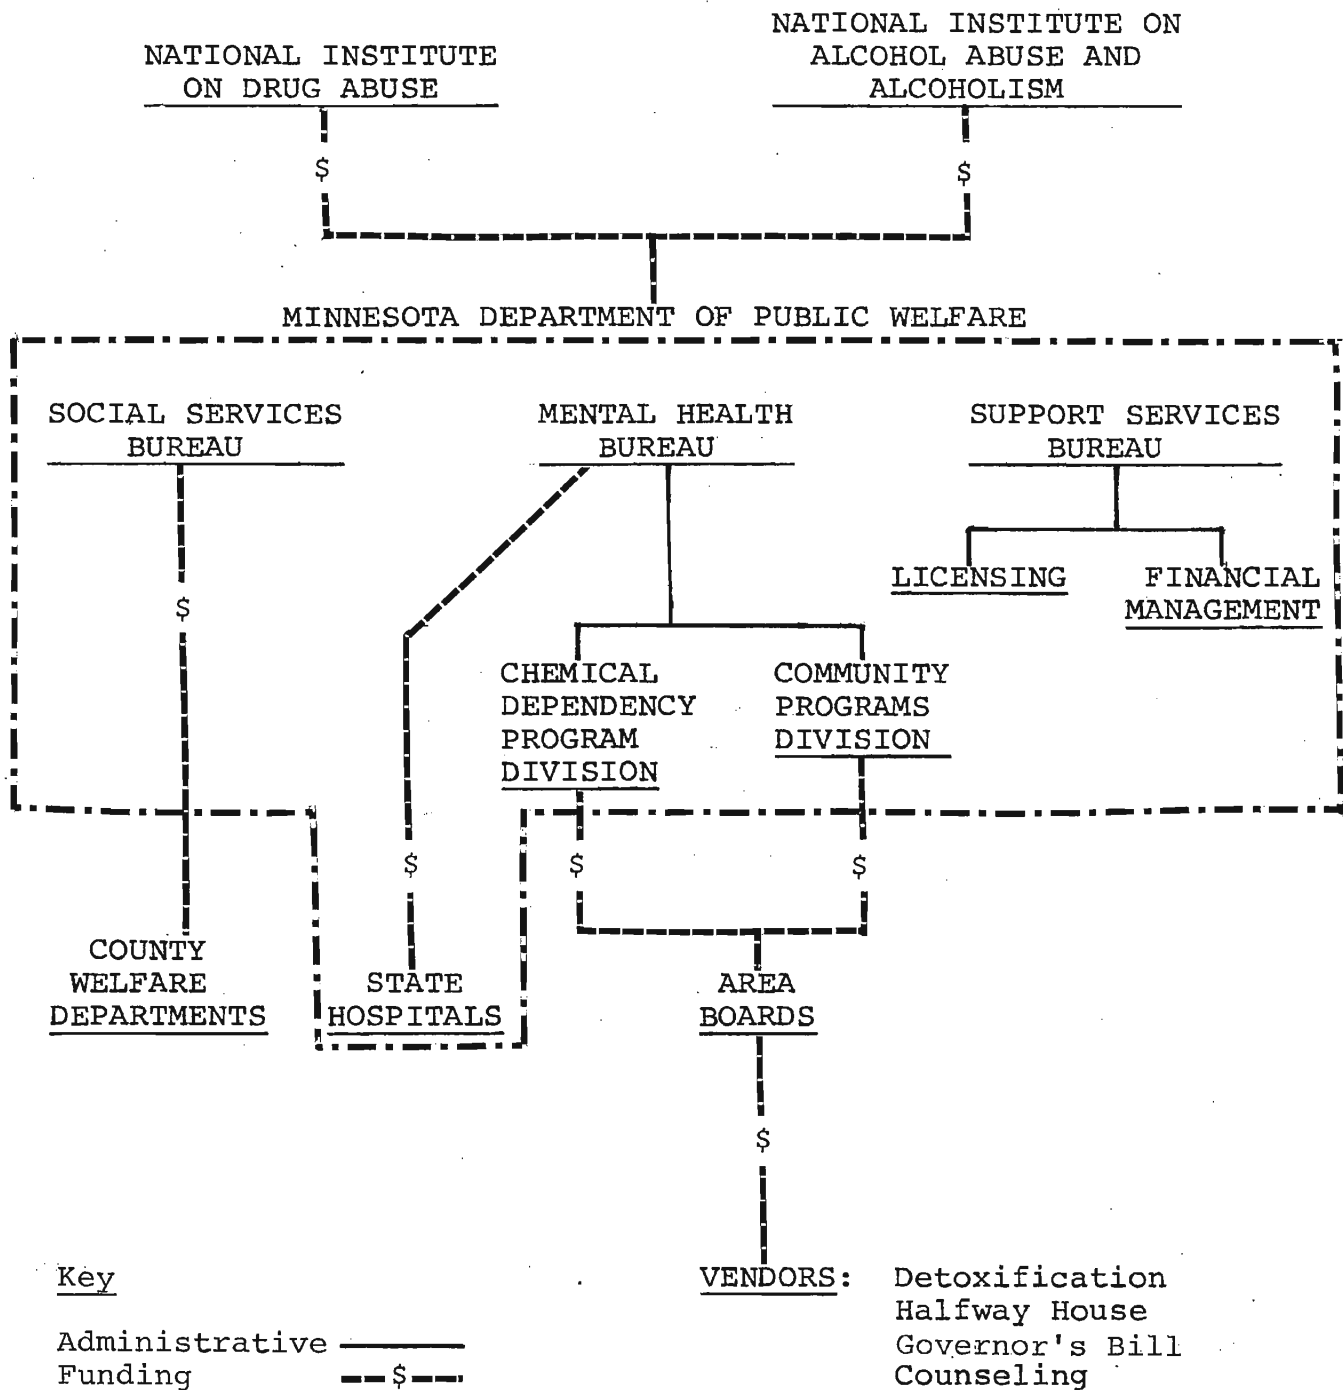 NATIONAL INSTITUTE
ON DRUG ABUSE
NATIONAL INSTITUTE ON
ALCOHOL ABUSE AND
ALCOHOLISM
$
$
MINNESOTA DEPARTMENT OF PUBLIC WELFARE
SOCIAL SERVICES
BUREAU
MENTAL HEALTH
BUREAU
SUPPORT SERVICES
BUREAU
LICENSING
FINANCIAL
MANAGEMENT
$
CHEMICAL
DEPENDENCY
PROGRAM
DIVISION
COMMUNITY
PROGRAMS
DIVISION
$
$
$
COUNTY
WELFARE
DEPARTMENTS
STATE
HOSPITALS
AREA
BOARDS
$
Key
Administrative
Funding $
VENDORS: Detoxification
Halfway House
Governor's Bill
Counseling